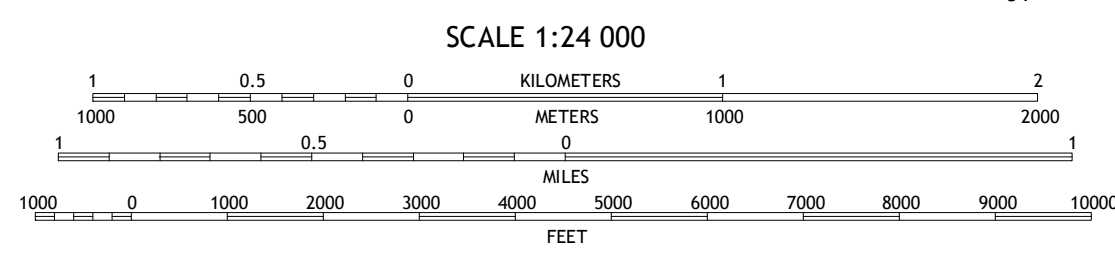 SCALE 1:24 000
1 0.5 0 KILOMETERS 1 2
1000 500 0 METERS 1000 2000
1 0.5 0 1
MILES
1000 0 1000 2000 3000 4000 5000 6000 7000 8000 9000 10000
FEET